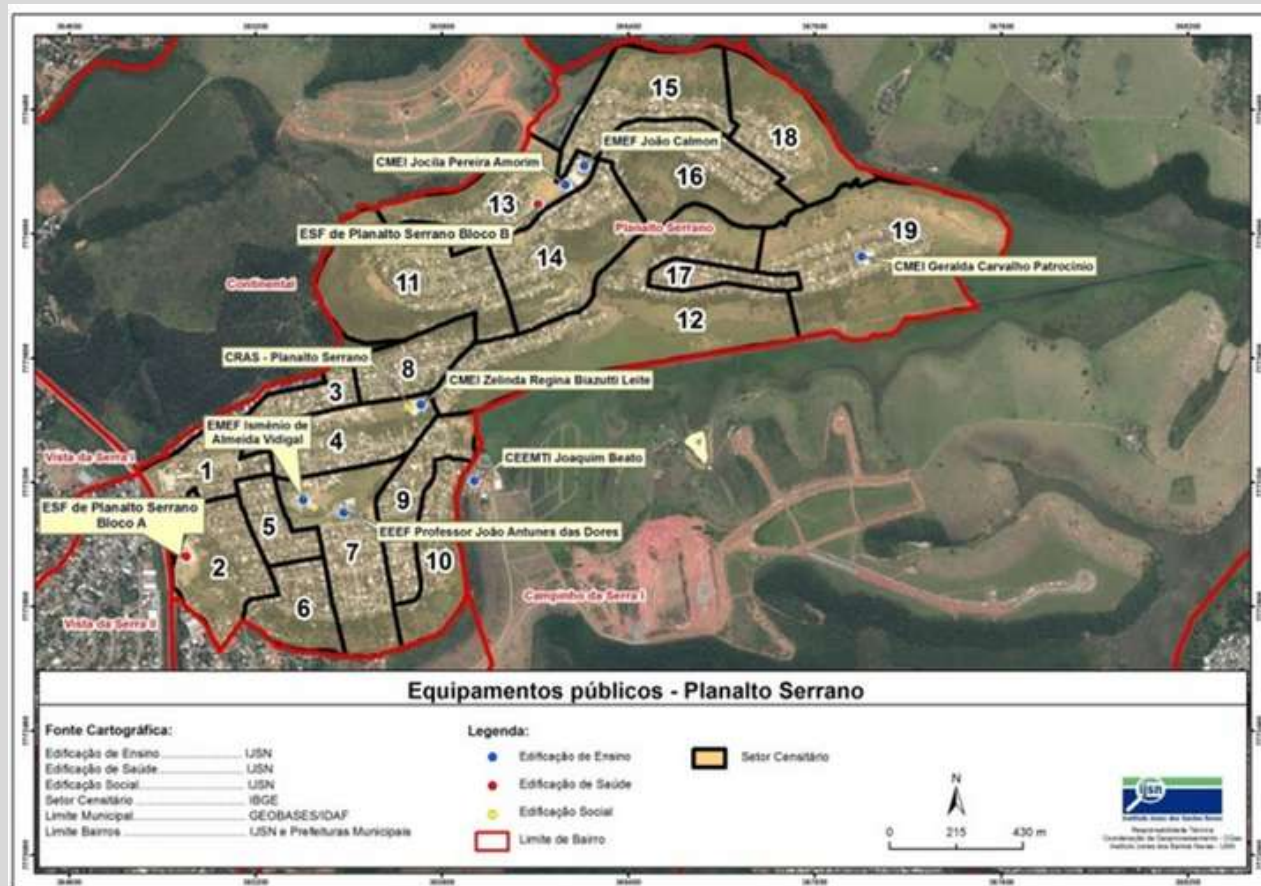 15
18
EMEF João Calmon
CMEI Jocila Pereira Amorim
16
13
ESF de Planalto Serrano Bloco B
Planalto Serrano
19
14
CMEI Geralda Carvalho Patrocínio
Continental
11
17
12
CRAS - Planalto Serrano
8
CMEI Zelinda Regina Biazutti Leite
3
EMEF Ismênio de
Almeida Vidigal
4
Vista da Serra I
1
CEEMTI Joaquim Beato
ESF de Planalto Serrano
Bloco A
9
5
EEEF Professor João Antunes das Dores
7
2
10
6
Campinho da Serra I
Vista da Serra II
Equipamentos públicos - Planalto Serrano
Fonte Cartográfica:
Edificação de Ensino IJSN
Edificação de Saúde IJSN
Edificação Social IJSN
Setor Censitário IBGE
Limite Municipal GEOBASES/IDAF
Limite Bairros IJSN e Prefeituras Municipais
Legenda:
Edificação de Ensino
Setor Censitário
Edificação de Saúde
Edificação Social
Limite de Bairro
N
0 215 430 m
ijsn
Instituto Jones dos Santos Neves
Responsabilidade Técnica